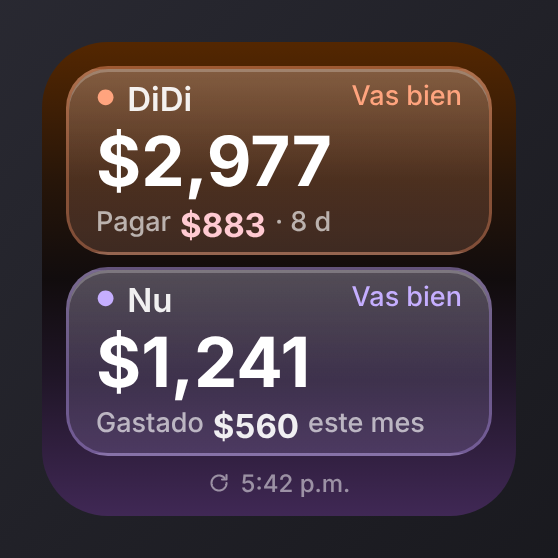 DiDi Vas bien
$2,977
Pagar $883 · 8 d
Nu Vas bien
$1,241
Gastado $560 este mes
5:42 p.m.